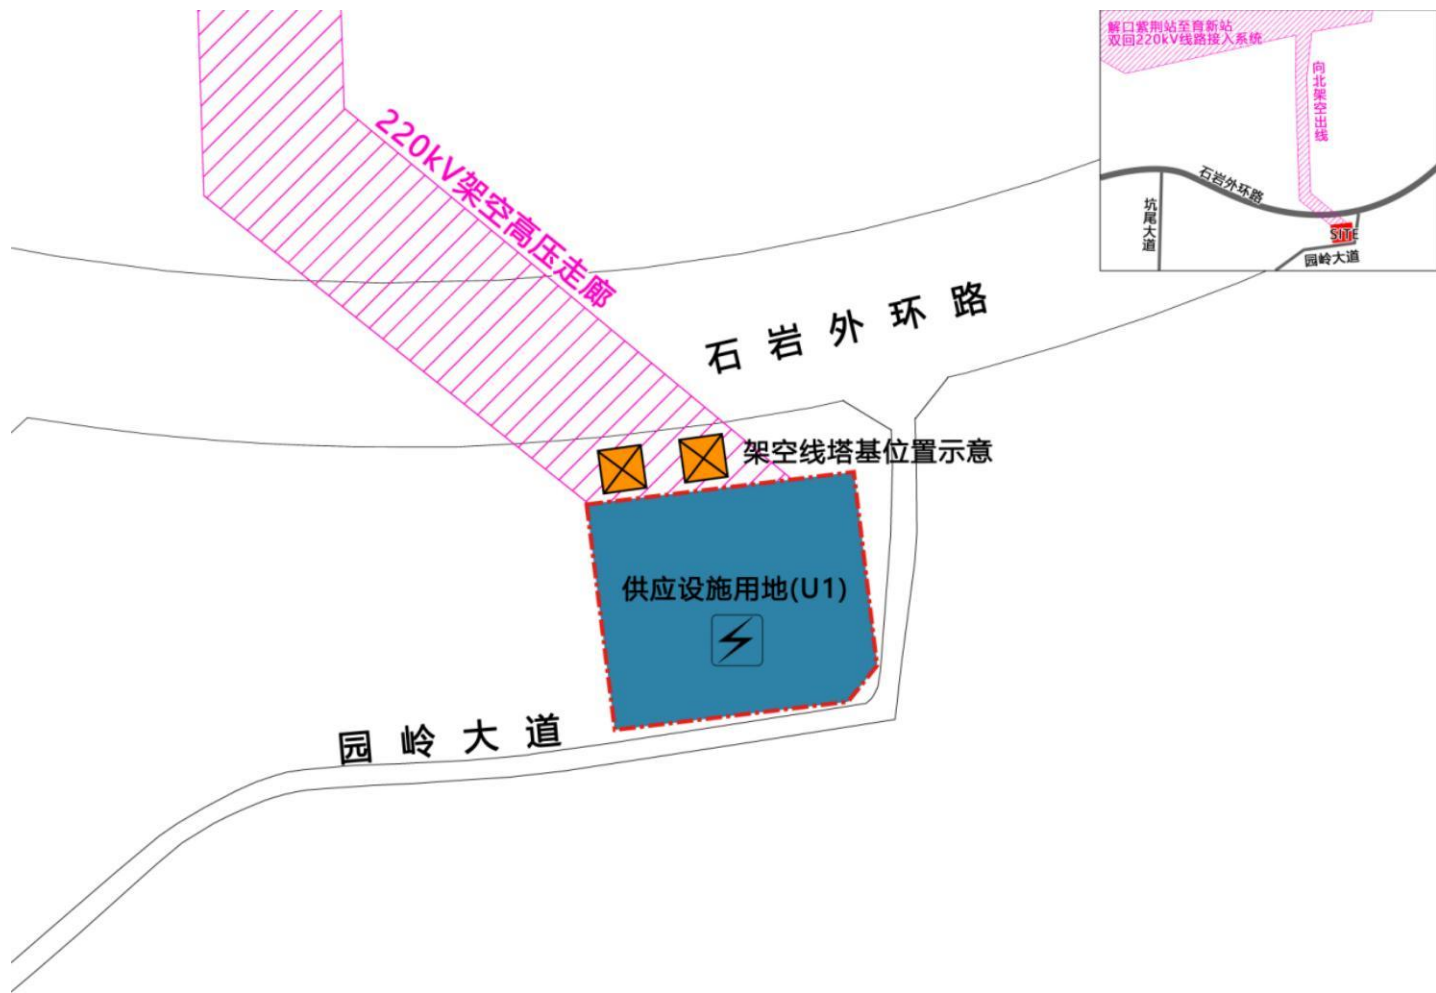 解口紫荆站至育新站
双回220kV线路接入系统
向北架空出线
石岩外环路
坑尾大道
SITE
园岭大道
220kV架空高压走廊
石岩外环路
架空线塔基位置示意
供应设施用地(U1)
园岭大道